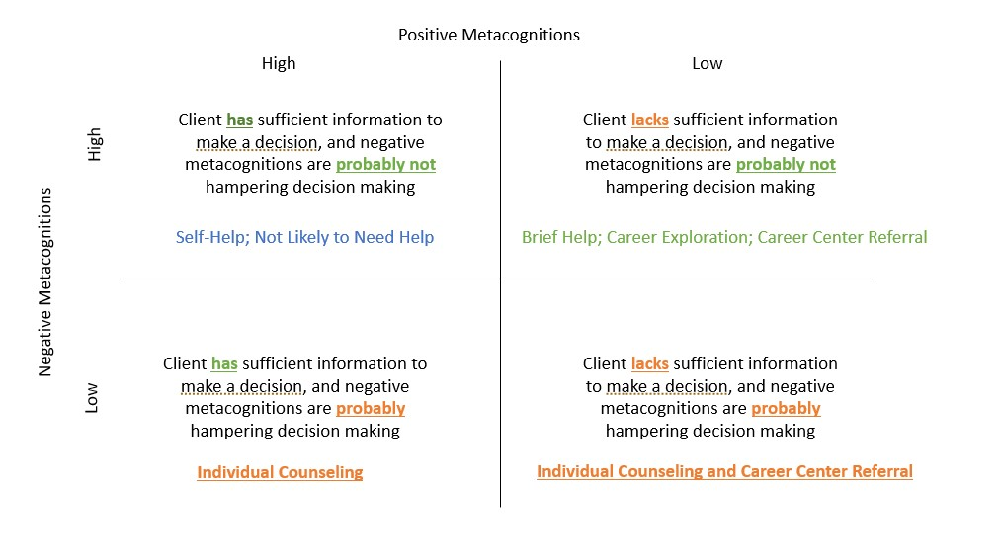 Positive Metacognitions
High
Low
Negative Metacognitions
High
Client has sufficient information to
make a decision, and negative
metacognitions are probably not
hampering decision making
Self-Help; Not Likely to Need Help
Client lacks sufficient information
to make a decision, and negative
metacognitions are probably not
hampering decision making
Brief Help; Career Exploration; Career Center Referral
Low
Client has sufficient information to
make a decision, and negative
metacognitions are probably
hampering decision making
Individual Counseling
Client lacks sufficient information
to make a decision, and negative
metacognitions are probably
hampering decision making
Individual Counseling and Career Center Referral